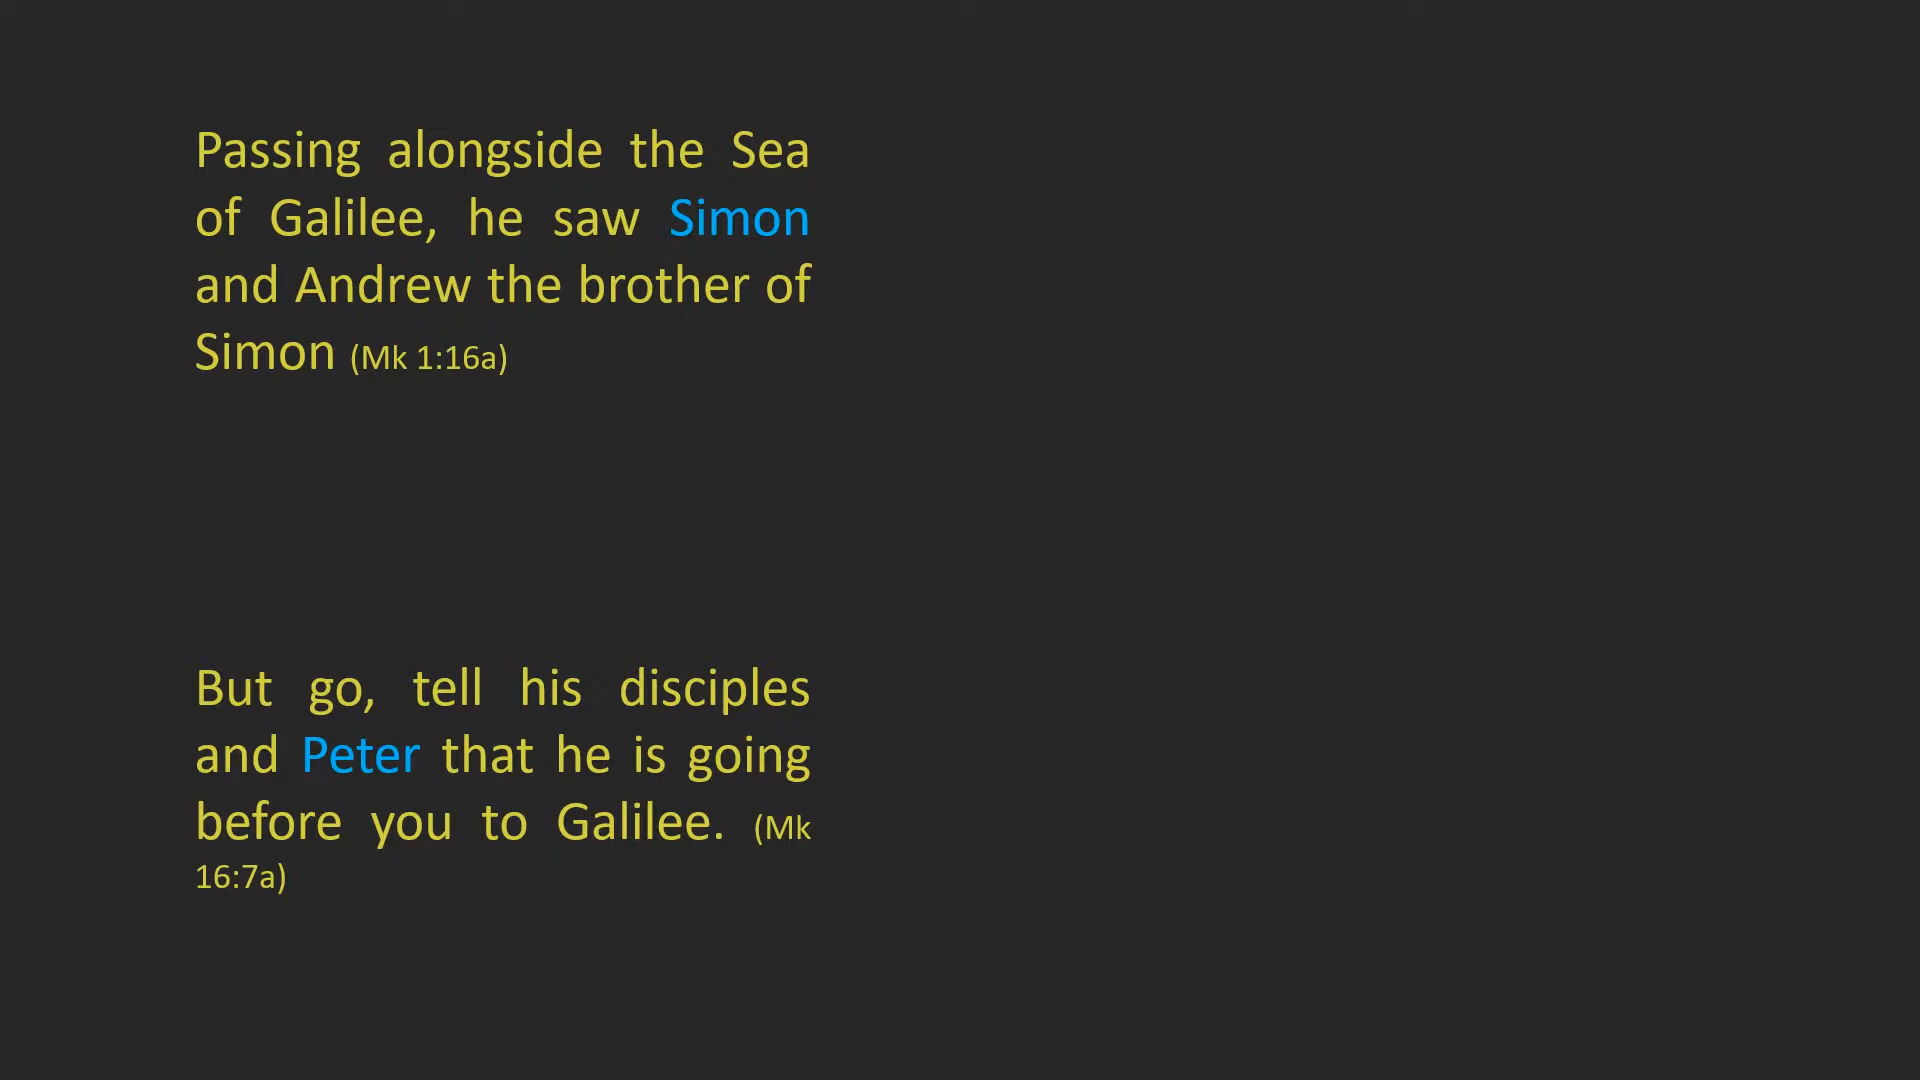 Passing alongside the Sea
of Galilee, he saw Simon
and Andrew the brother of
Simon (Mk 1:16a)
But go, tell his disciples
and Peter that he is going
before you to Galilee. (Mk
16:7a)